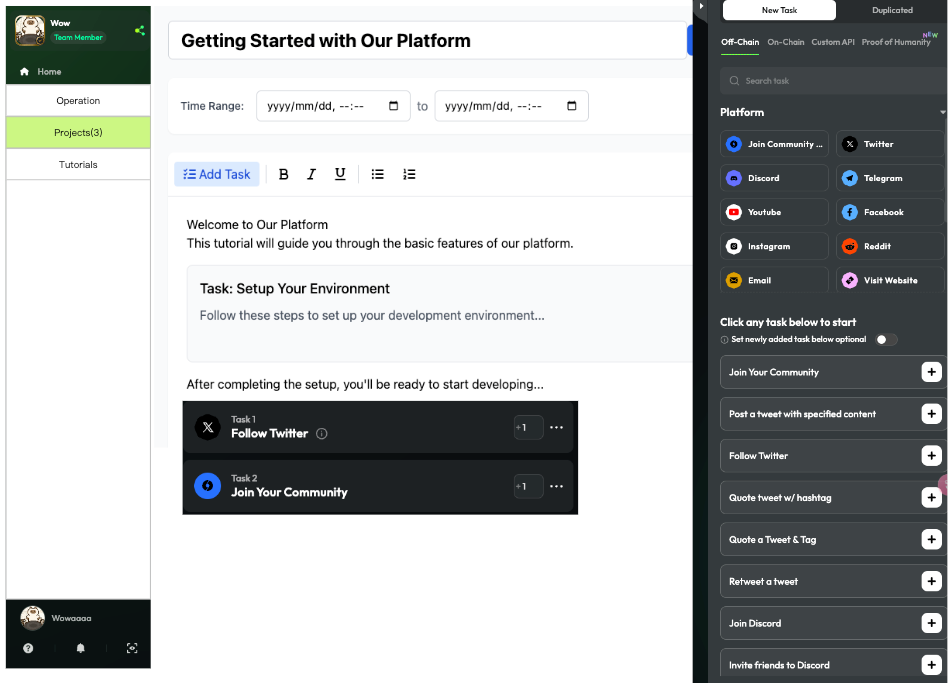 Wow
Team Member
Home
Operation
Projects(3)
Tutorials
Wowaaaa
Getting Started with Our Platform
Time Range:
yyyy/mm/dd, --:--
to
yyyy/mm/dd, --:--
Add Task
B
I
U
Welcome to Our Platform
This tutorial will guide you through the basic features of our platform.
Task: Setup Your Environment
Follow these steps to set up your development environment...
After completing the setup, you'll be ready to start developing...
Task 1
Follow Twitter
+1
Task 2
Join Your Community
+1
New Task
Duplicated
Off-Chain
On-Chain
Custom API
Proof of Humanity
NEW
Search task
Platform
Join Community ...
Twitter
Discord
Telegram
Youtube
Facebook
Instagram
Reddit
Email
Visit Website
Click any task below to start
Set newly added task below optional
Join Your Community
Post a tweet with specified content
Follow Twitter
Quote tweet w/ hashtag
Quote a Tweet & Tag
Retweet a tweet
Join Discord
Invite friends to Discord